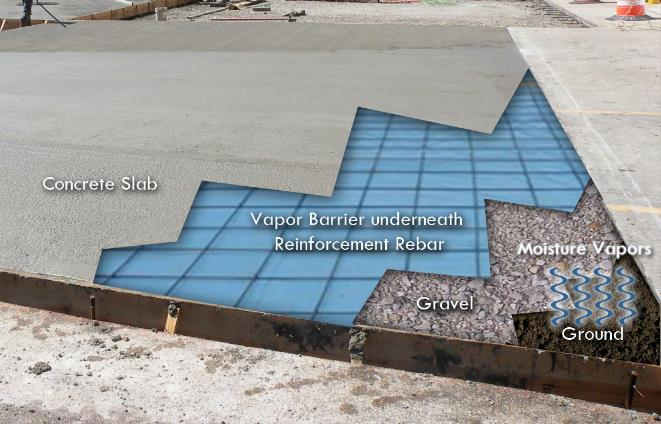 Concrete Slab
Vapor Barrier underneath
Reinforcement Rebar
Moisture Vapors
Gravel
Ground